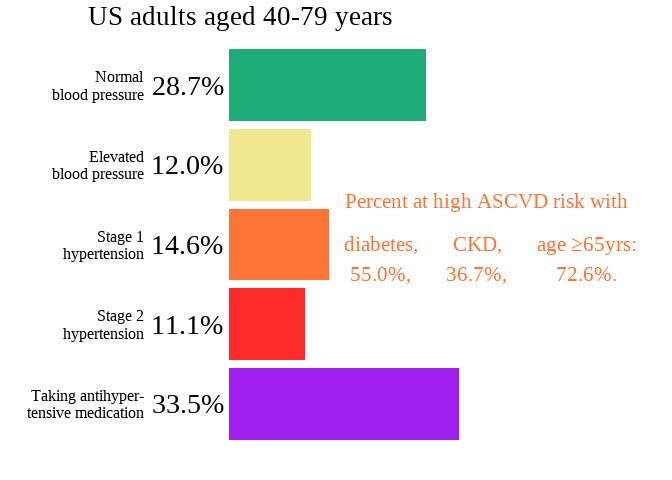 US adults aged 40-79 years
Normal
blood pressure
28.7%
Elevated
blood pressure
12.0%
Percent at high ASCVD risk with
Stage 1
hypertension
14.6%
diabetes, CKD, age ≥65yrs:
55.0%, 36.7%, 72.6%.
Stage 2
hypertension
11.1%
Taking antihyper-
tensive medication
33.5%